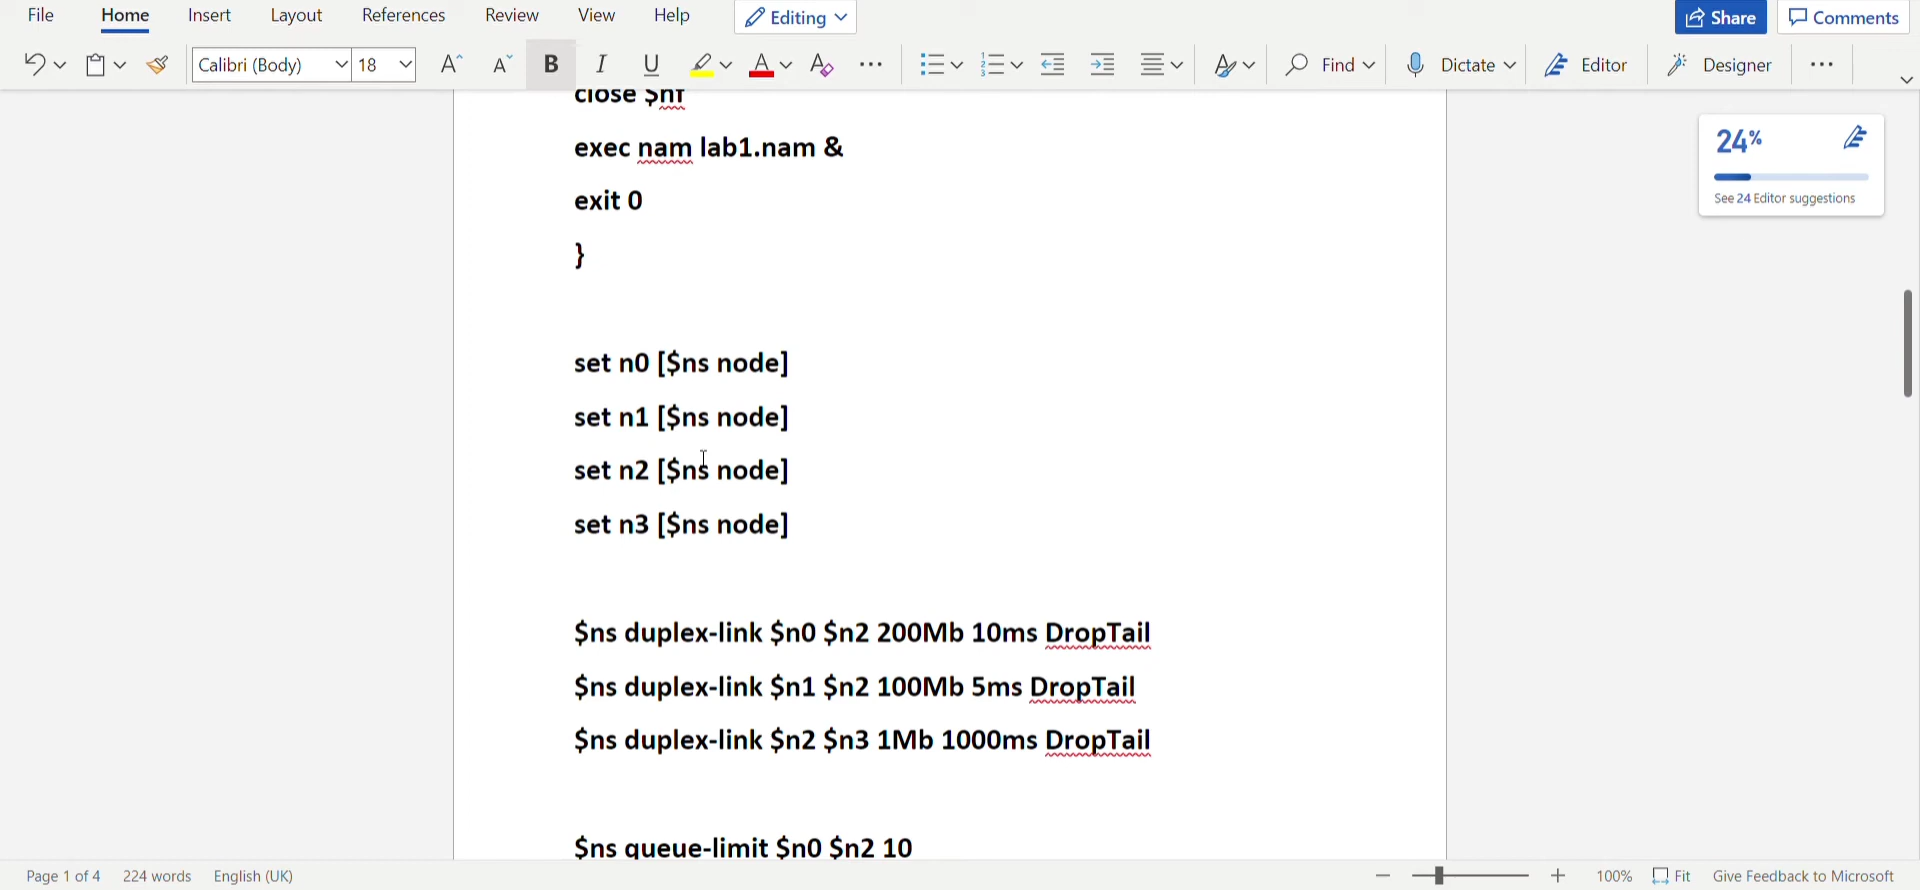 File Home Insert Layout References Review View Help Editing Share Comments
Calibri (Body) 18 A A B I U A A Find Dictate Editor Designer
close $nf
exec nam lab1.nam &
24%
See 24 Editor suggestions
exit 0
}
set n0 [$ns node]
set n1 [$ns node]
set n2 [$ns node]
set n3 [$ns node]
$ns duplex-link $n0 $n2 200Mb 10ms DropTail
$ns duplex-link $n1 $n2 100Mb 5ms DropTail
$ns duplex-link $n2 $n3 1Mb 1000ms DropTail
$ns queue-limit $n0 $n2 10
Page 1 of 4 224 words English (UK) 100% Fit Give Feedback to Microsoft